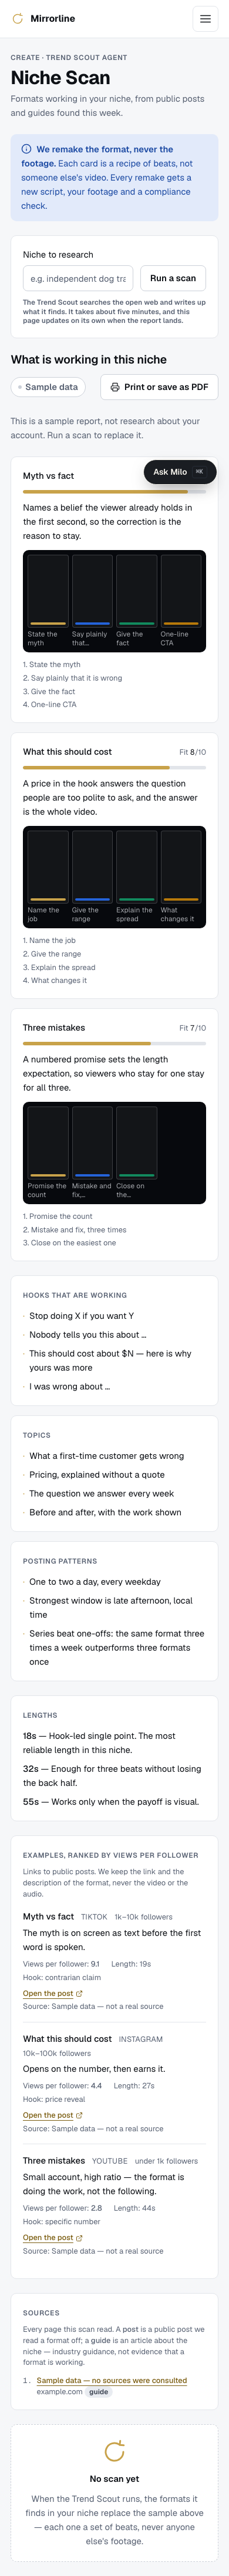 Mirrorline
CREATE · TREND SCOUT AGENT
Niche Scan
Formats working in your niche, from public posts
and guides found this week.
We remake the format, never the
footage. Each card is a recipe of beats, not
someone else's video. Every remake gets a
new script, your footage and a compliance
check.
Niche to research
e.g. independent dog tra
Run a scan
The Trend Scout searches the open web and writes up
what it finds. It takes about five minutes, and this
page updates on its own when the report lands.
What is working in this niche
Sample data
Print or save as PDF
This is a sample report, not research about your
account. Run a scan to replace it.
Myth vs fact
Ask Milo ⌘K
Names a belief the viewer already holds in
the first second, so the correction is the
reason to stay.
State the
myth
Say plainly
that…
Give the
fact
One-line
CTA
1. State the myth
2. Say plainly that it is wrong
3. Give the fact
4. One-line CTA
What this should cost
Fit 8/10
A price in the hook answers the question
people are too polite to ask, and the answer
is the whole video.
Name the
job
Give the
range
Explain the
spread
What
changes it
1. Name the job
2. Give the range
3. Explain the spread
4. What changes it
Three mistakes
Fit 7/10
A numbered promise sets the length
expectation, so viewers who stay for one stay
for all three.
Promise the
count
Mistake and
fix,…
Close on
the…
1. Promise the count
2. Mistake and fix, three times
3. Close on the easiest one
HOOKS THAT ARE WORKING
· Stop doing X if you want Y
· Nobody tells you this about …
· This should cost about $N — here is why
yours was more
· I was wrong about …
TOPICS
· What a first-time customer gets wrong
· Pricing, explained without a quote
· The question we answer every week
· Before and after, with the work shown
POSTING PATTERNS
· One to two a day, every weekday
· Strongest window is late afternoon, local
time
· Series beat one-offs: the same format three
times a week outperforms three formats
once
LENGTHS
18s — Hook-led single point. The most
reliable length in this niche.
32s — Enough for three beats without losing
the back half.
55s — Works only when the payoff is visual.
EXAMPLES, RANKED BY VIEWS PER FOLLOWER
Links to public posts. We keep the link and the
description of the format, never the video or the
audio.
Myth vs fact TIKTOK 1k–10k followers
The myth is on screen as text before the first
word is spoken.
Views per follower: 9.1 Length: 19s
Hook: contrarian claim
Open the post
Source: Sample data — not a real source
What this should cost INSTAGRAM
10k–100k followers
Opens on the number, then earns it.
Views per follower: 4.4 Length: 27s
Hook: price reveal
Open the post
Source: Sample data — not a real source
Three mistakes YOUTUBE under 1k followers
Small account, high ratio — the format is
doing the work, not the following.
Views per follower: 2.8 Length: 44s
Hook: specific number
Open the post
Source: Sample data — not a real source
SOURCES
Every page this scan read. A post is a public post we
read a format off; a guide is an article about the
niche — industry guidance, not evidence that a
format is working.
1. Sample data — no sources were consulted
example.com guide
No scan yet
When the Trend Scout runs, the formats it
finds in your niche replace the sample above
— each one a set of beats, never anyone
else's footage.